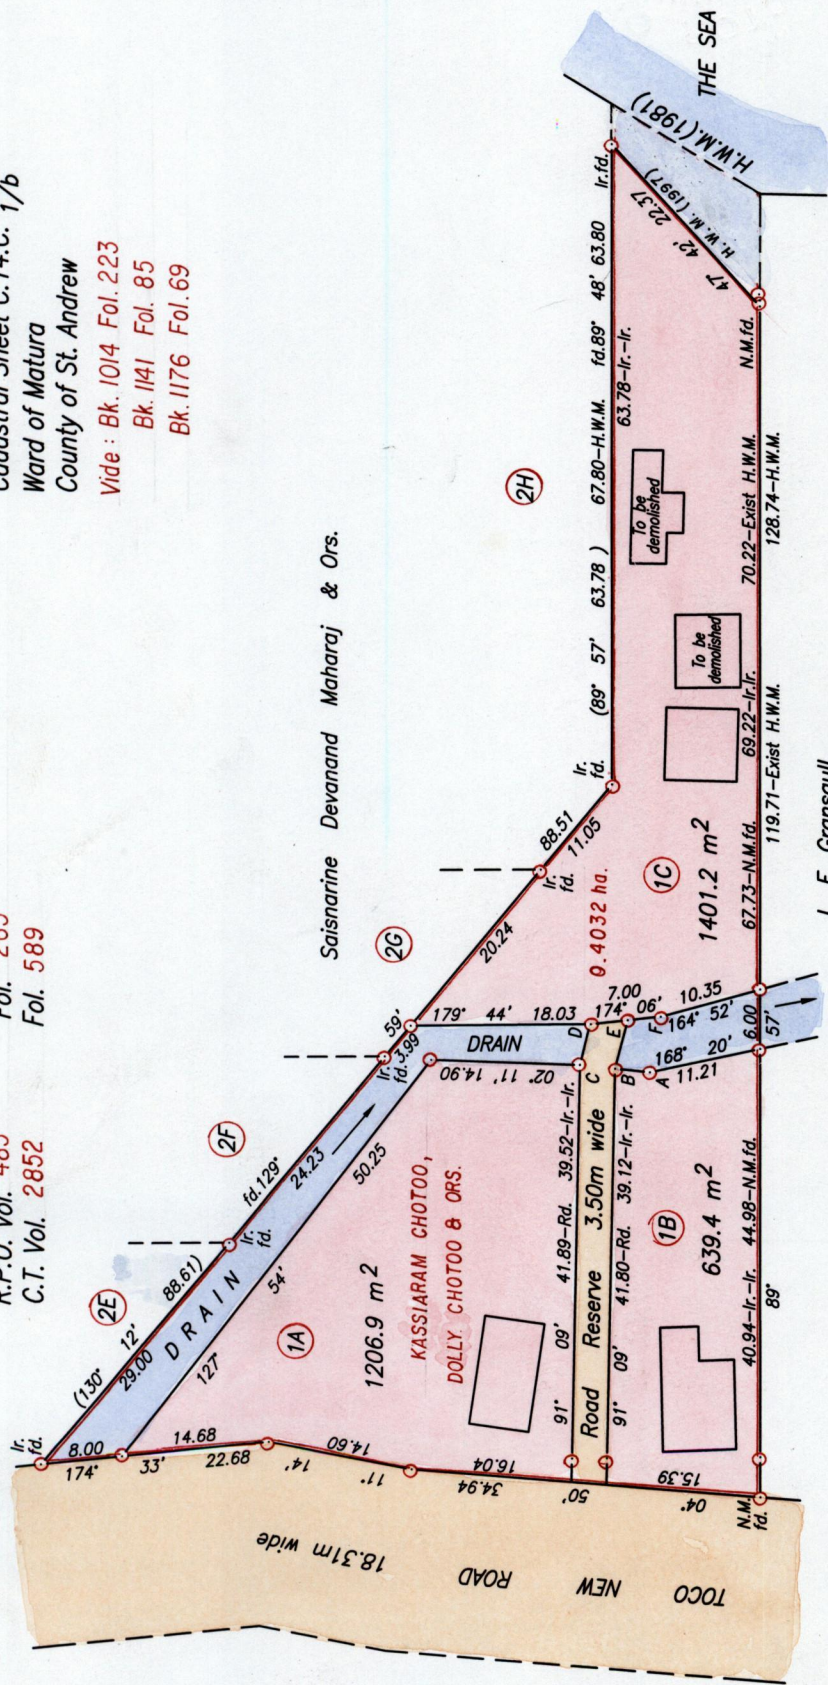 Cadastral Sheet C.14.C. 1/b
Ward of Matura
County of St. Andrew
Vide : Bk. 1014 Fol. 223
Bk. 1141 Fol. 85
Bk. 1176 Fol. 69
Fol.
R.P.O. Vol.
C.T. Vol. 2852 Fol. 589
Saisnarine Devanand Maharaj & Ors.
2E
2F
2G
2H
(130° 12' 88.61)
29.00
fd.129°
24.23
59'
3.99
20.24
88.51
11.05
Ir. fd.
Ir. fd.
Ir. fd.
Ir. fd.
Ir. fd.
Ir.fd.
(89° 57' 63.78 )
67.80-H.W.M.
fd.89° 48' 63.80
63.78-Ir.-Ir.
H.W.M.(1981)
THE SEA
H.W.M. (1997)
47° 42' 22.37
N.M.fd.
DRAIN
127° 54' 50.25
8.00
174° 33' 22.68
14.68
11° 14' 14.60
16.04
34.94
04° 50'
15.39
N.M. fd.
1A
1206.9 m²
KASSIARAM CHOTOO,
DOLLY CHOTOO & ORS.
DRAIN
179° 44' 18.03
02° 11' 14.90
0.4032 ha.
D
174° 06' 7.00
E
F
164° 52' 10.35
C
B
A
168° 20' 11.21
6.00
57'
91° 09' 41.89-Rd. 39.52-Ir.-Ir.
Road Reserve 3.50m wide
91° 09' 41.80-Rd. 39.12-Ir.-Ir.
1B
639.4 m²
40.94-Ir.-Ir. 44.98-N.M.fd.
89°
1C
1401.2 m²
To be
demolished
To be
demolished
67.73-N.M.fd. 69.22-Ir.Ir. 70.22-Exist H.W.M.
119.71-Exist H.W.M. 128.74-H.W.M.
18.31m wide
TOCO NEW ROAD